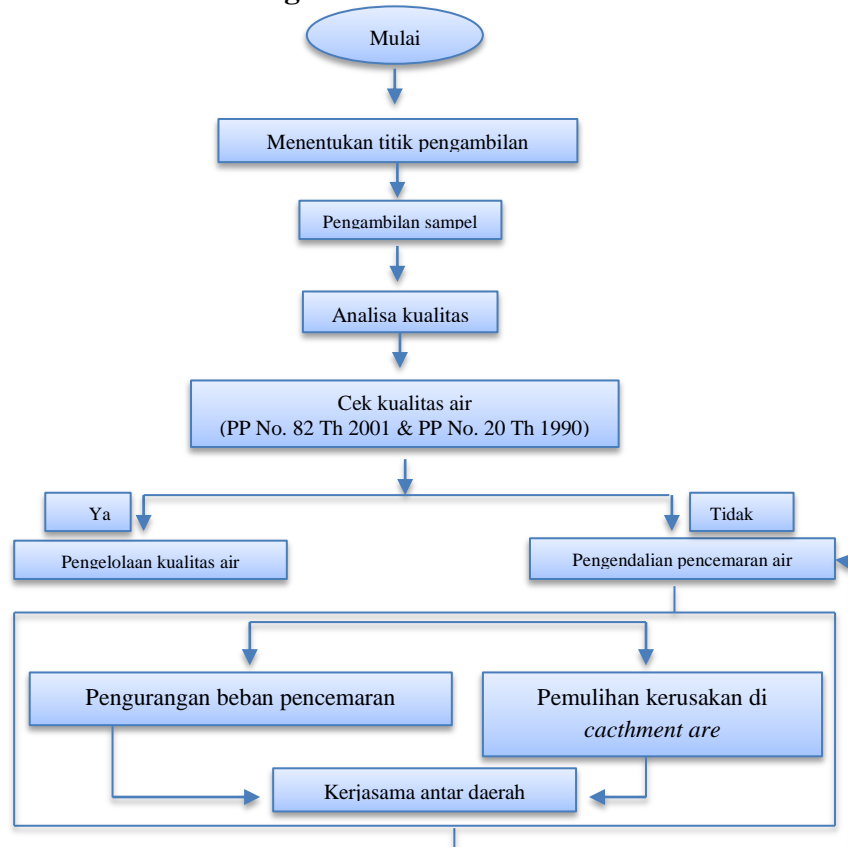 Mulai
Menentukan titik pengambilan
Pengambilan sampel
Analisa kualitas
Cek kualitas air
(PP No. 82 Th 2001 & PP No. 20 Th 1990)
Ya
Tidak
Pengelolaan kualitas air
Pengendalian pencemaran air
Pengurangan beban pencemaran
Pemulihan kerusakan di
cacthment are
Kerjasama antar daerah